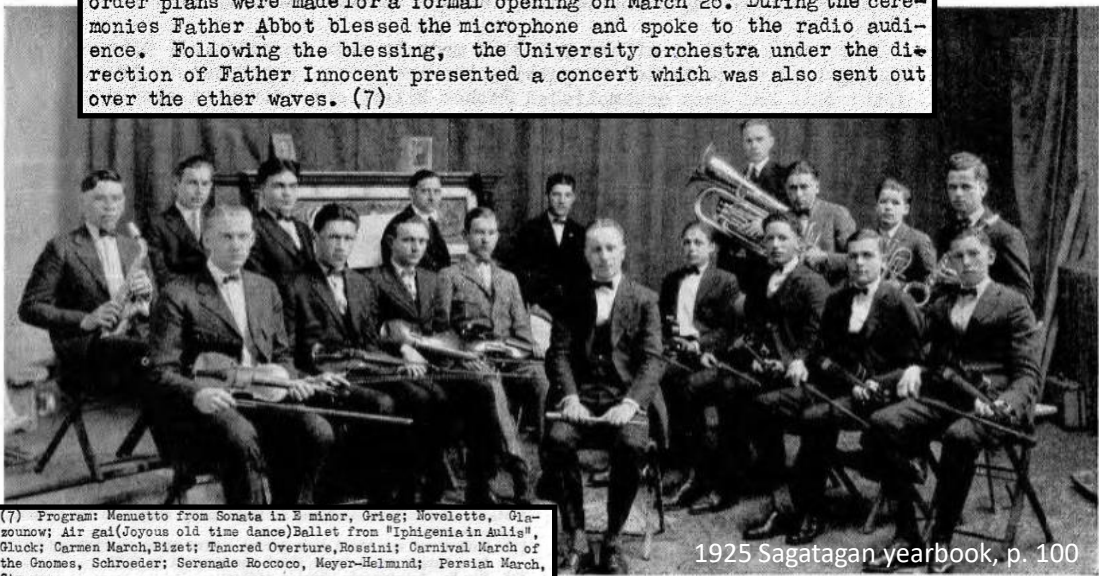 order plans were made for a formal opening on March 26. During the cere-
monies Father Abbot blessed the microphone and spoke to the radio audi-
ence. Following the blessing, the University orchestra under the di-
rection of Father Innocent presented a concert which was also sent out
over the ether waves. (7)
(7) Program: Menuetto from Sonata in E minor, Grieg; Novelette, Gla-
zounow; Air gai(Joyous old time dance)Ballet from "Iphigenia in Aulis",
Gluck; Carmen March,Bizet; Tancred Overture,Rossini; Carnival March of
the Gnomes, Schroeder; Serenade Roccoco, Meyer-Helmund; Persian March,
1925 Sagatagan yearbook, p. 100